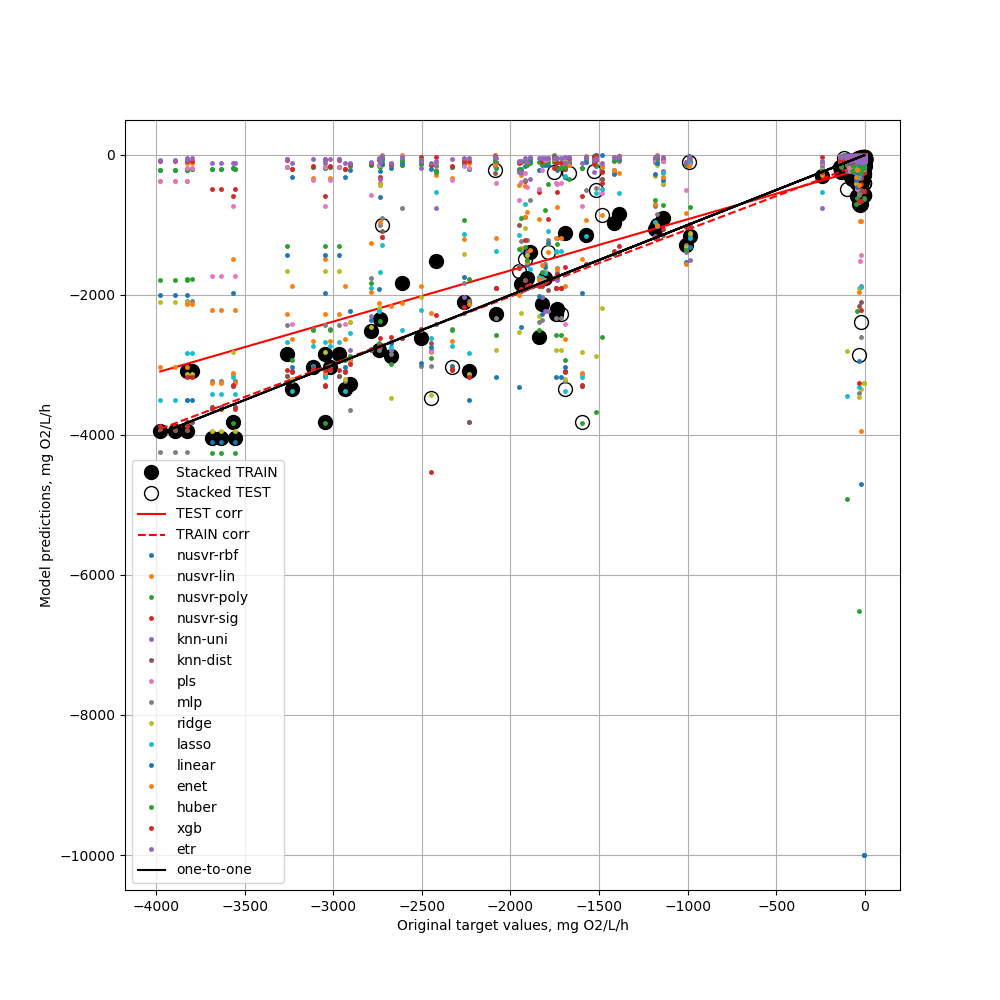 0
−2000
−4000
−6000
−8000
−10000
Model predictions, mg O2/L/h
Stacked TRAIN
Stacked TEST
TEST corr
TRAIN corr
nusvr-rbf
nusvr-lin
nusvr-poly
nusvr-sig
knn-uni
knn-dist
pls
mlp
ridge
lasso
linear
enet
huber
xgb
etr
one-to-one
−4000 −3500 −3000 −2500 −2000 −1500 −1000 −500 0
Original target values, mg O2/L/h